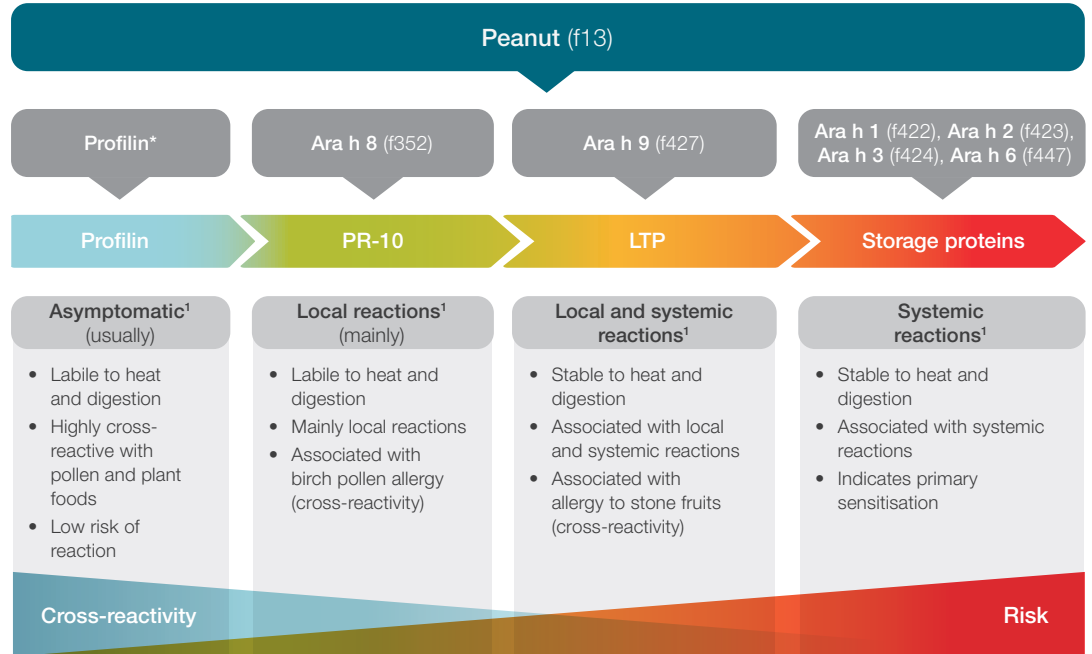 Peanut (f13)
Profilin*
Ara h 8 (f352)
Ara h 9 (f427)
Ara h 1 (f422), Ara h 2 (f423),
Ara h 3 (f424), Ara h 6 (f447)
Profilin
PR-10
LTP
Storage proteins
Asymptomatic¹
(usually)
• Labile to heat
and digestion
• Highly cross-
reactive with
pollen and plant
foods
• Low risk of
reaction
Local reactions¹
(mainly)
• Labile to heat and
digestion
• Mainly local reactions
• Associated with
birch pollen allergy
(cross-reactivity)
Local and systemic
reactions¹
• Stable to heat and
digestion
• Associated with local
and systemic reactions
• Associated with
allergy to stone fruits
(cross-reactivity)
Systemic
reactions¹
• Stable to heat and
digestion
• Associated with systemic
reactions
• Indicates primary
sensitisation
Cross-reactivity
Risk